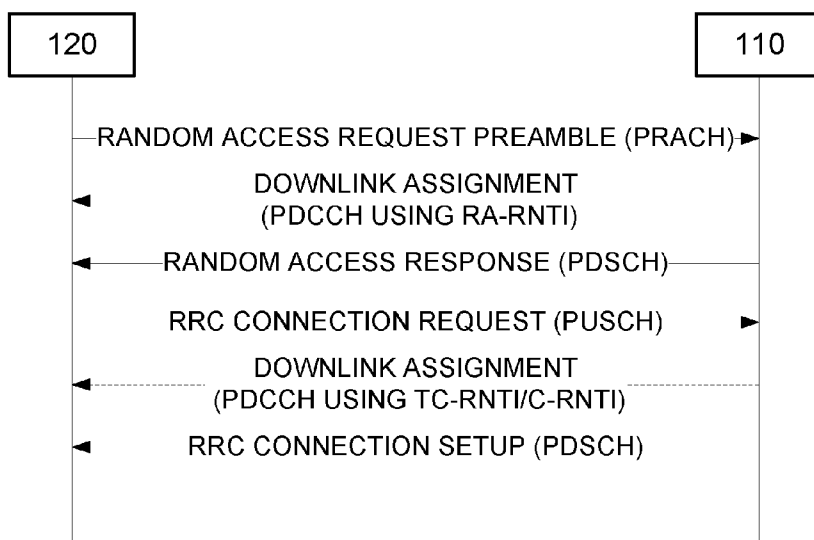 120
110
RANDOM ACCESS REQUEST PREAMBLE (PRACH)
DOWNLINK ASSIGNMENT
(PDCCH USING RA-RNTI)
RANDOM ACCESS RESPONSE (PDSCH)
RRC CONNECTION REQUEST (PUSCH)
DOWNLINK ASSIGNMENT
(PDCCH USING TC-RNTI/C-RNTI)
RRC CONNECTION SETUP (PDSCH)